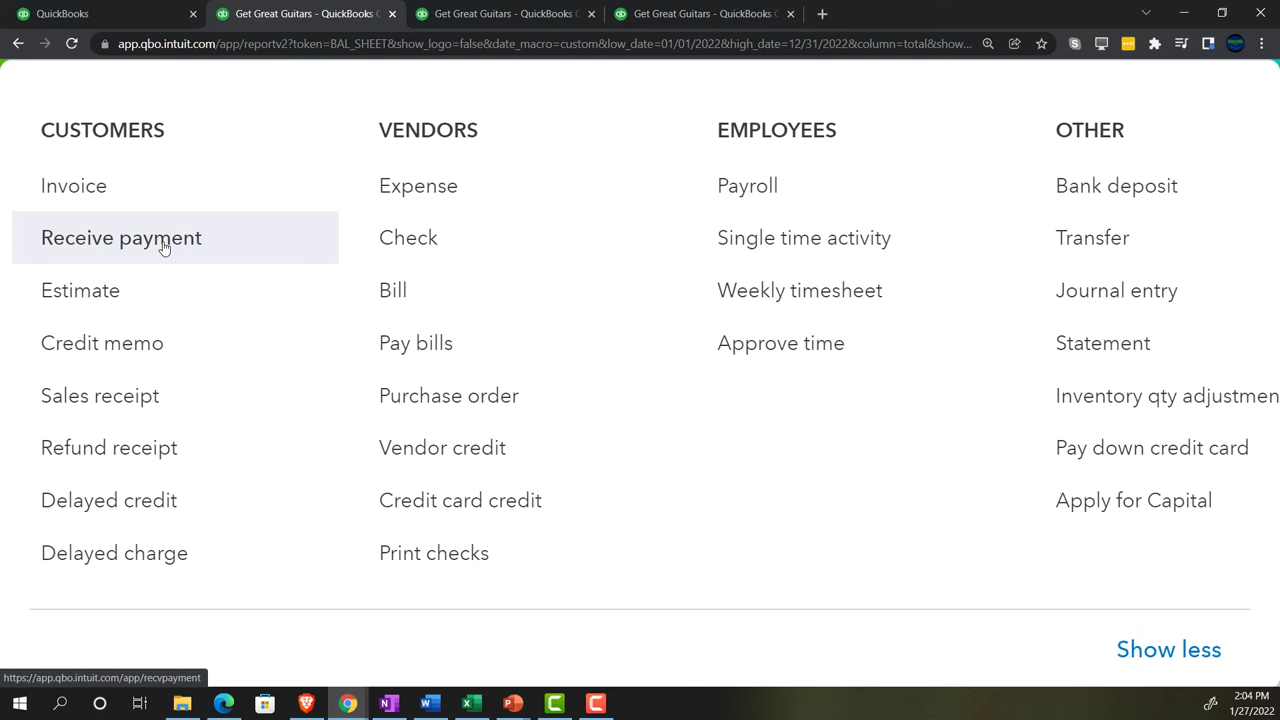 QuickBooks
Get Great Guitars - QuickBooks
Get Great Guitars - QuickBooks
Get Great Guitars - QuickBooks
app.qbo.intuit.com/app/reportv2?token=BAL_SHEET&show_logo=false&date_macro=custom&low_date=01/01/2022&high_date=12/31/2022&column=total&show...
CUSTOMERS
Invoice
Receive payment
Estimate
Credit memo
Sales receipt
Refund receipt
Delayed credit
Delayed charge
VENDORS
Expense
Check
Bill
Pay bills
Purchase order
Vendor credit
Credit card credit
Print checks
EMPLOYEES
Payroll
Single time activity
Weekly timesheet
Approve time
OTHER
Bank deposit
Transfer
Journal entry
Statement
Inventory qty adjustmen
Pay down credit card
Apply for Capital
Show less
https://app.qbo.intuit.com/app/recvpayment
2:04 PM
1/27/2022